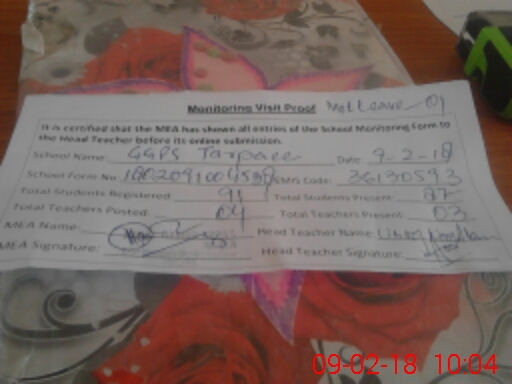 Monitoring Visit Proof Mat Leave 01
It is certified that the MEA has shown all entries of the School Monitoring Form to
the Head Teacher before its online submission.
School Name: GGPS Date: 9-2-18
School Form No: EMIS Code: 36130593
Total Students Registered: 91 Total Students Present: 87
Total Teachers Posted: 04 Total Teachers Present: 03
MEA Name: Head Teacher Name:
MEA Signature: Head Teacher Signature:
09-02-18 10:04